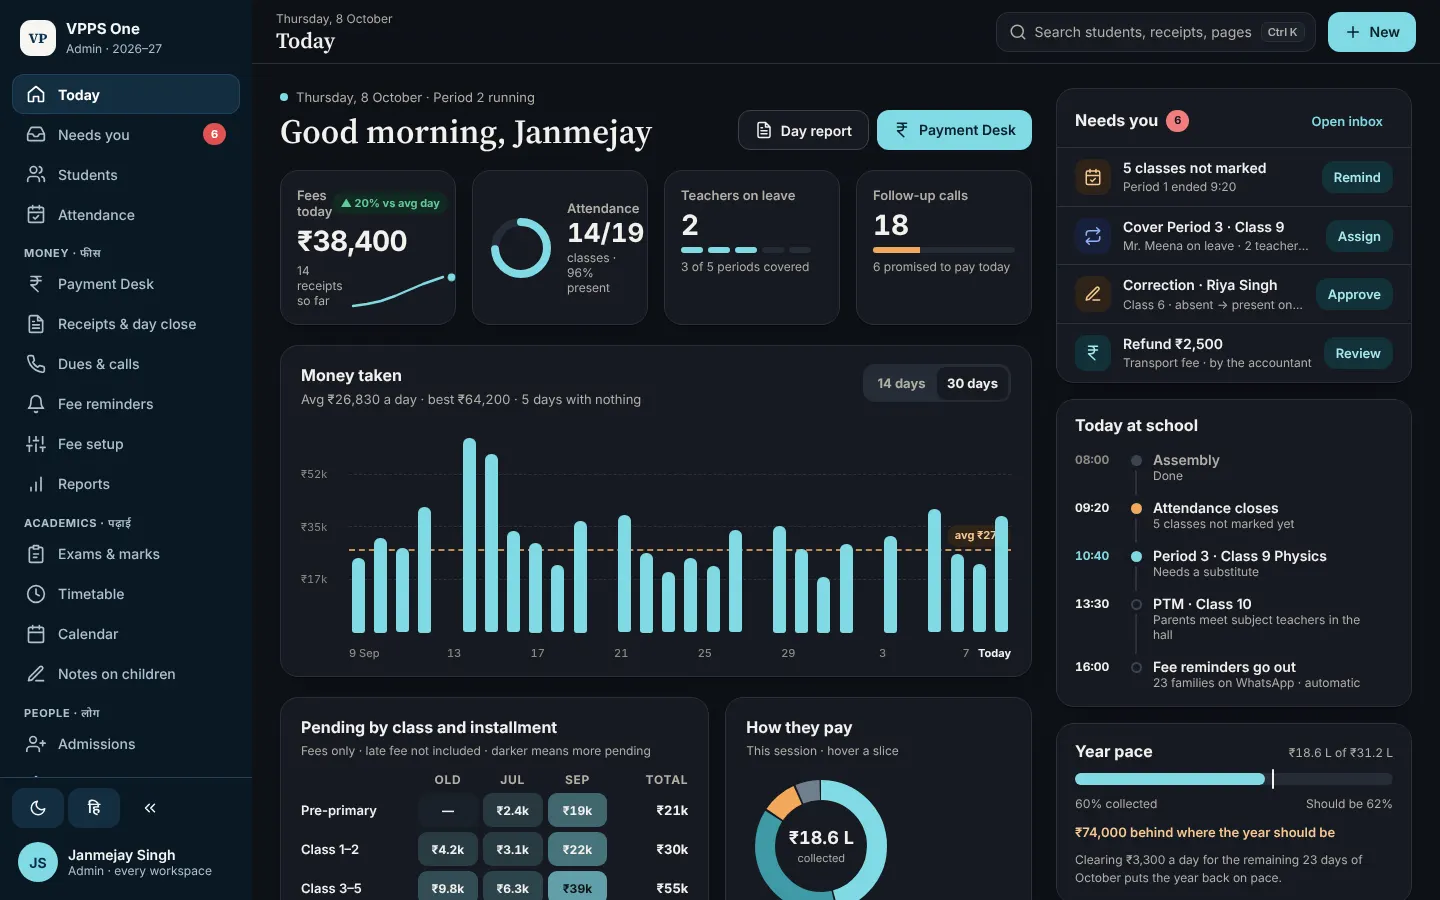 VP
VPPS One
Admin · 2026–27
Today
Needs you
6
Students
Attendance
MONEY · फीस
Payment Desk
Receipts & day close
Dues & calls
Fee reminders
Fee setup
Reports
ACADEMICS · पढ़ाई
Exams & marks
Timetable
Calendar
Notes on children
PEOPLE · लोग
Admissions
हि
JS
Janmejay Singh
Admin · every workspace
Thursday, 8 October
Today
Search students, receipts, pages
Ctrl K
New
Thursday, 8 October · Period 2 running
Good morning, Janmejay
Day report
₹ Payment Desk
Fees today
▲ 20% vs avg day
₹38,400
14 receipts so far
Attendance
14/19
classes · 96% present
Teachers on leave
2
3 of 5 periods covered
Follow-up calls
18
6 promised to pay today
Money taken
Avg ₹26,830 a day · best ₹64,200 · 5 days with nothing
14 days
30 days
₹52k
₹35k
₹17k
avg ₹27
9 Sep
13
17
21
25
29
3
7
Today
Pending by class and installment
Fees only · late fee not included · darker means more pending
OLD JUL SEP TOTAL
Pre-primary — ₹2.4k ₹19k ₹21k
Class 1–2 ₹4.2k ₹3.1k ₹22k ₹30k
Class 3–5 ₹9.8k ₹6.3k ₹39k ₹55k
How they pay
This session · hover a slice
₹18.6 L
collected
Needs you
6
Open inbox
5 classes not marked
Period 1 ended 9:20
Remind
Cover Period 3 · Class 9
Mr. Meena on leave · 2 teacher…
Assign
Correction · Riya Singh
Class 6 · absent → present on…
Approve
Refund ₹2,500
Transport fee · by the accountant
Review
Today at school
08:00 Assembly
Done
09:20 Attendance closes
5 classes not marked yet
10:40 Period 3 · Class 9 Physics
Needs a substitute
13:30 PTM · Class 10
Parents meet subject teachers in the
hall
16:00 Fee reminders go out
23 families on WhatsApp · automatic
Year pace
₹18.6 L of ₹31.2 L
60% collected
Should be 62%
₹74,000 behind where the year should be
Clearing ₹3,300 a day for the remaining 23 days of
October puts the year back on pace.